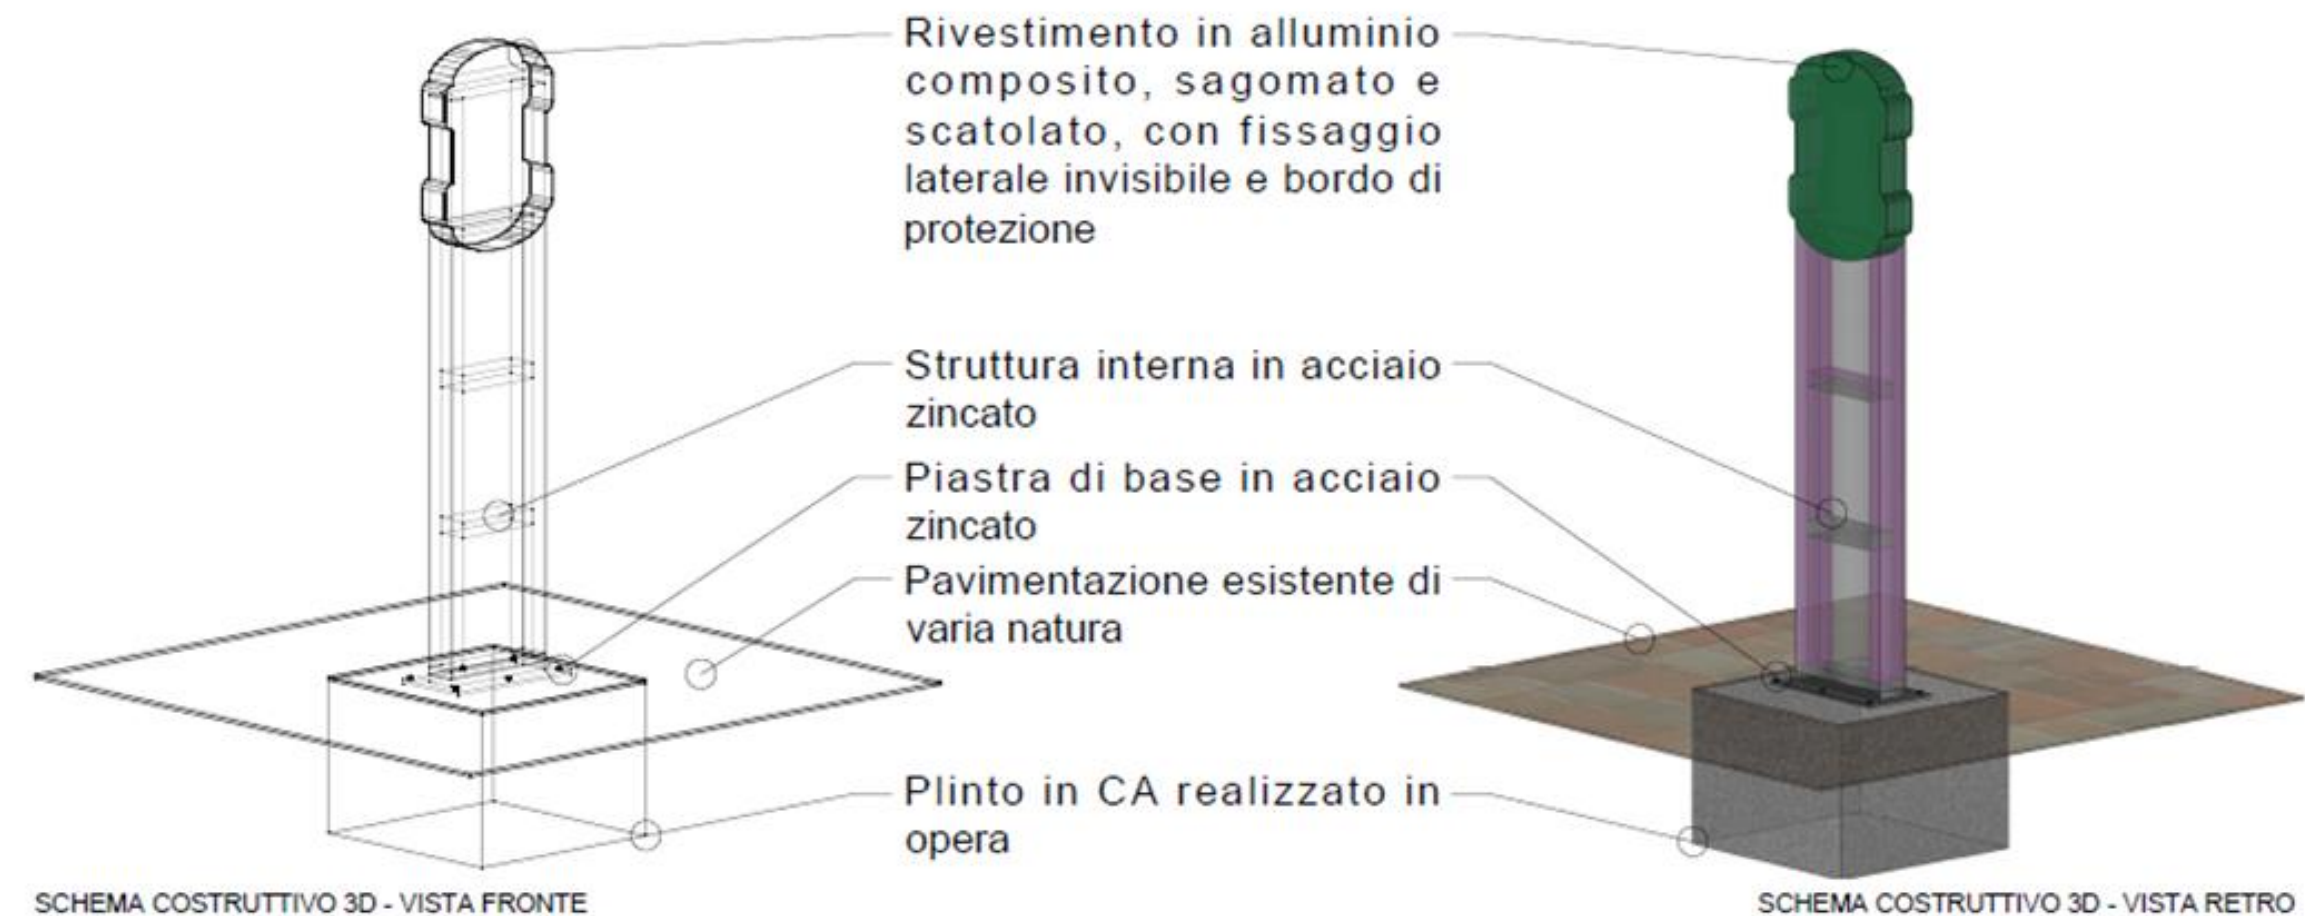 Rivestimento in alluminio
composito, sagomato e
scatolato, con fissaggio
laterale invisibile e bordo di
protezione
Struttura interna in acciaio
zincato
Piastra di base in acciaio
zincato
Pavimentazione esistente di
varia natura
Plinto in CA realizzato in
opera
SCHEMA COSTRUTTIVO 3D - VISTA FRONTE
SCHEMA COSTRUTTIVO 3D - VISTA RETRO